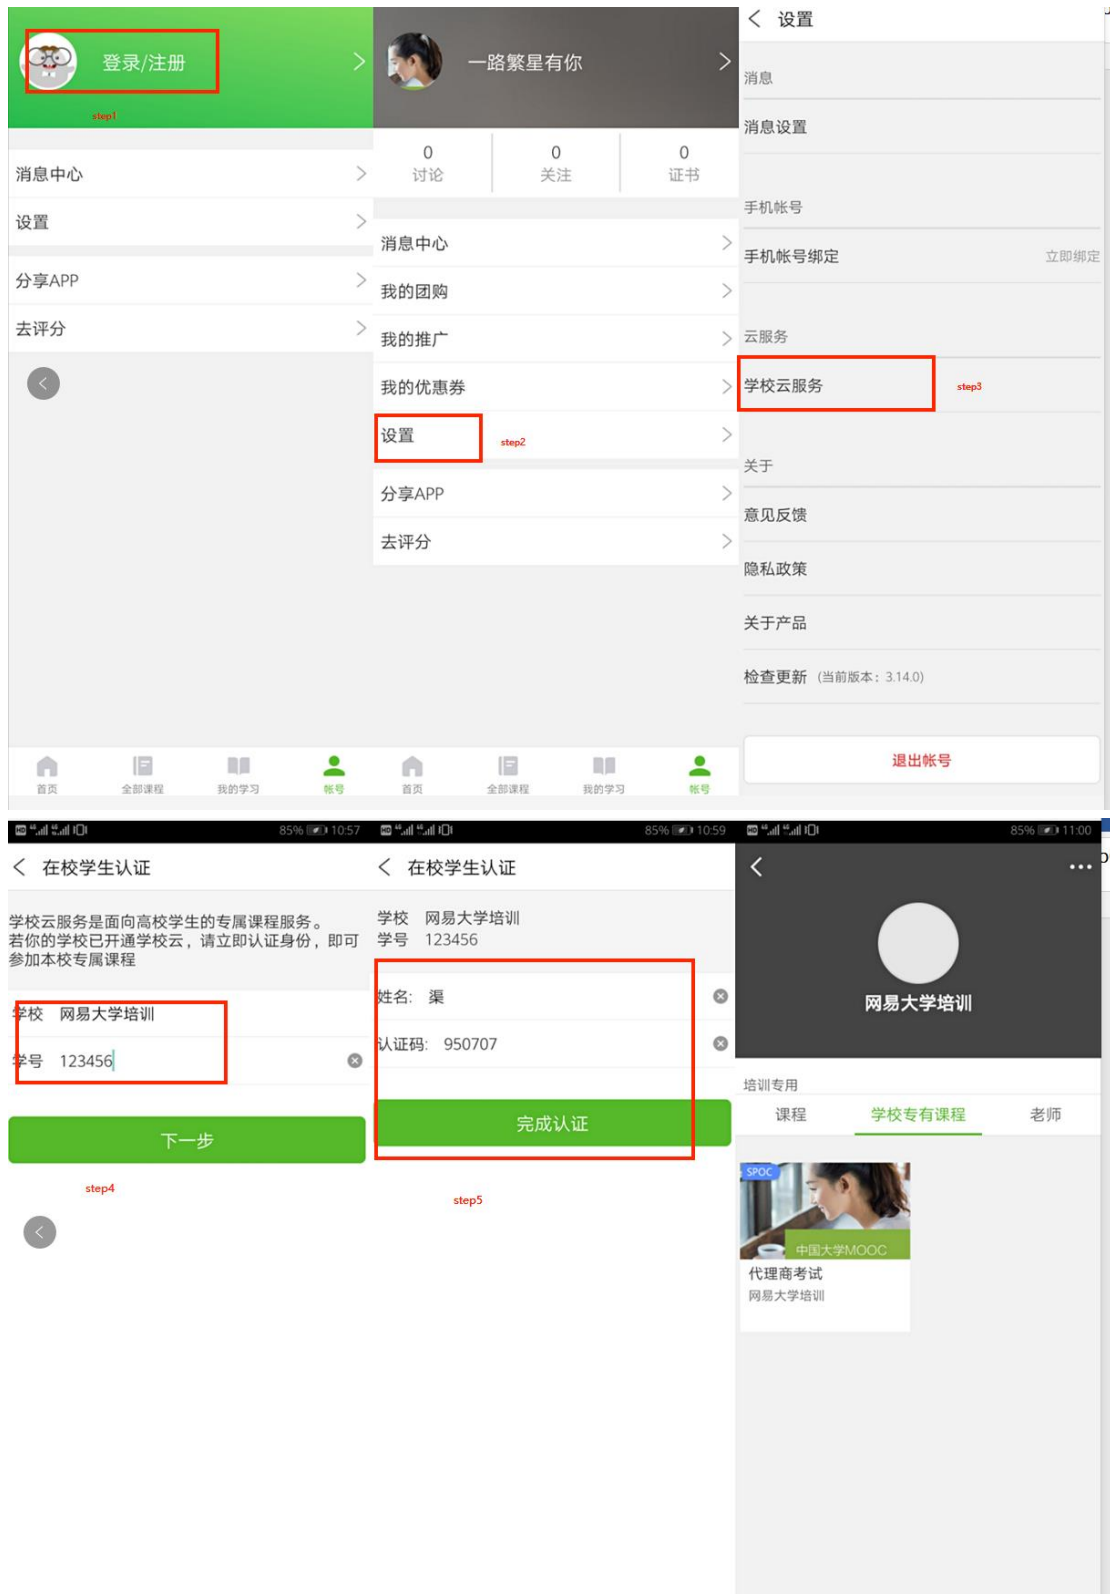 登录/注册
step1
消息中心
设置
分享APP
去评分
首页
全部课程
我的学习
帐号
一路繁星有你
0
0
0
讨论
关注
证书
消息中心
我的团购
我的推广
我的优惠券
设置
step2
分享APP
去评分
首页
全部课程
我的学习
帐号
设置
消息
消息设置
手机帐号
手机帐号绑定 立即绑定
云服务
学校云服务
step3
关于
意见反馈
隐私政策
关于产品
检查更新 (当前版本: 3.14.0)
退出帐号
85% 10:57
在校学生认证
学校云服务是面向高校学生的专属课程服务。
若你的学校已开通学校云，请立即认证身份，即可
参加本校专属课程
学校 网易大学培训
学号 123456
下一步
step4
85% 10:59
在校学生认证
学校 网易大学培训
学号 123456
姓名: 渠
认证码: 950707
完成认证
step5
85% 11:00
网易大学培训
培训专用
课程 学校专有课程 老师
SPOC
中国大学MOOC
代理商考试
网易大学培训